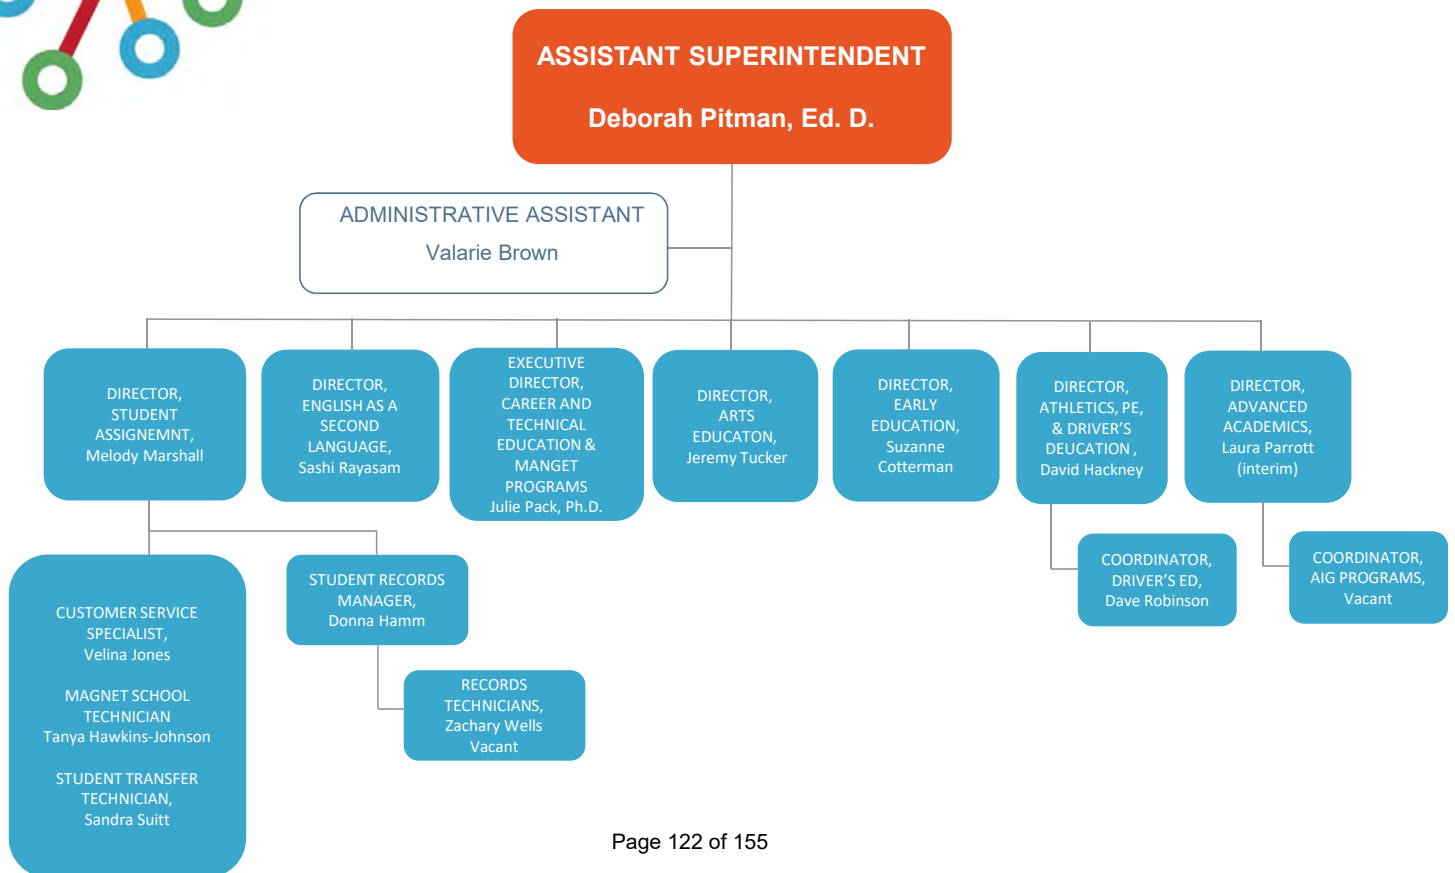 ASSISTANT SUPERINTENDENT
Deborah Pitman, Ed. D.
ADMINISTRATIVE ASSISTANT
Valarie Brown
DIRECTOR,
STUDENT
ASSIGNEMNT,
Melody Marshall
DIRECTOR,
ENGLISH AS A
SECOND
LANGUAGE,
Sashi Rayasam
EXECUTIVE
DIRECTOR,
CAREER AND
TECHNICAL
EDUCATION &
MANGET
PROGRAMS
Julie Pack, Ph.D.
DIRECTOR,
ARTS
EDUCATON,
Jeremy Tucker
DIRECTOR,
EARLY
EDUCATION,
Suzanne
Cotterman
DIRECTOR,
ATHLETICS, PE,
& DRIVER’S
DEUCATION ,
David Hackney
DIRECTOR,
ADVANCED
ACADEMICS,
Laura Parrott
(interim)
CUSTOMER SERVICE
SPECIALIST,
Velina Jones
MAGNET SCHOOL
TECHNICIAN
Tanya Hawkins-Johnson
STUDENT TRANSFER
TECHNICIAN,
Sandra Suitt
STUDENT RECORDS
MANAGER,
Donna Hamm
RECORDS
TECHNICIANS,
Zachary Wells
Vacant
COORDINATOR,
DRIVER’S ED,
Dave Robinson
COORDINATOR,
AIG PROGRAMS,
Vacant
Page 122 of 155